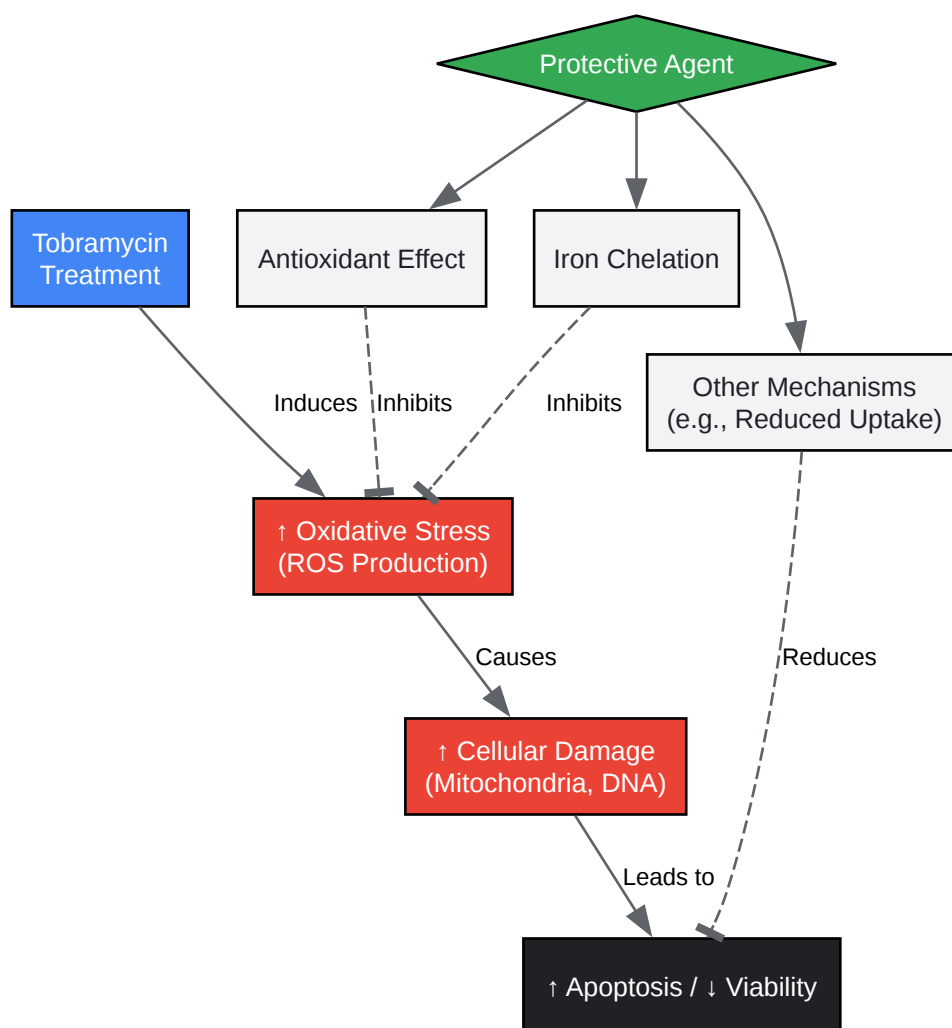 Protective Agent
Tobramycin
Treatment
Antioxidant Effect
Iron Chelation
Other Mechanisms
(e.g., Reduced Uptake)
Induces
Inhibits
Inhibits
↑ Oxidative Stress
(ROS Production)
Causes
Reduces
↑ Cellular Damage
(Mitochondria, DNA)
Leads to
↑ Apoptosis / ↓ Viability